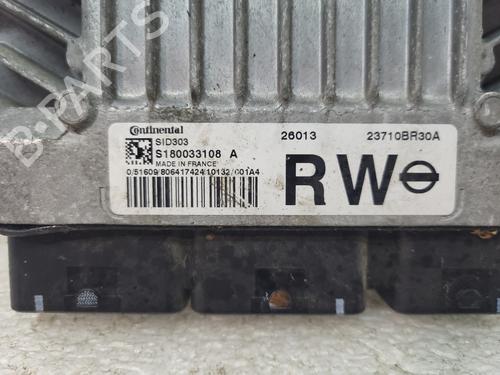 B-PARTS
Continental
SID303
S180033108 A
MADE IN FRANCE
0/51609/806417424/10132/001A4
26013 23710BR30A
RW